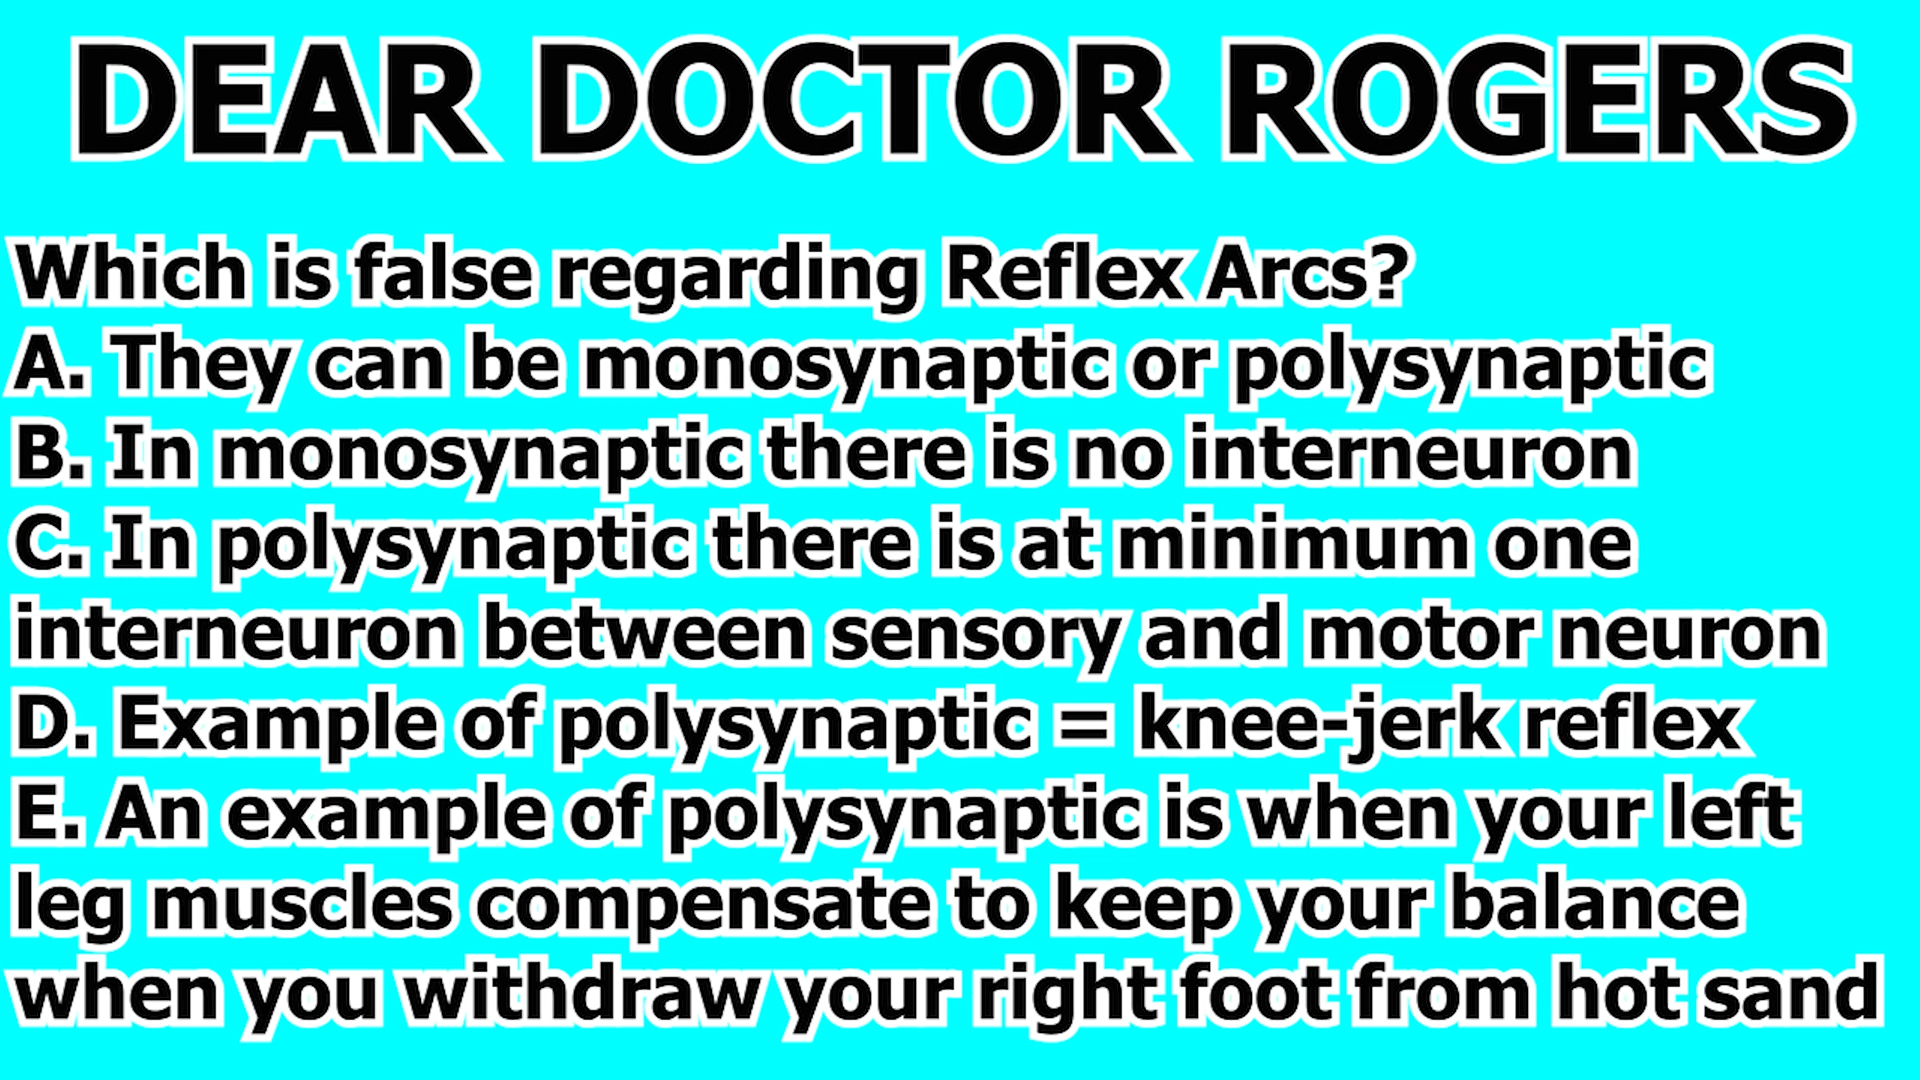 DEAR DOCTOR ROGERS
Which is false regarding Reflex Arcs?
A. They can be monosynaptic or polysynaptic
B. In monosynaptic there is no interneuron
C. In polysynaptic there is at minimum one
interneuron between sensory and motor neuron
D. Example of polysynaptic = knee-jerk reflex
E. An example of polysynaptic is when your left
leg muscles compensate to keep your balance
when you withdraw your right foot from hot sand